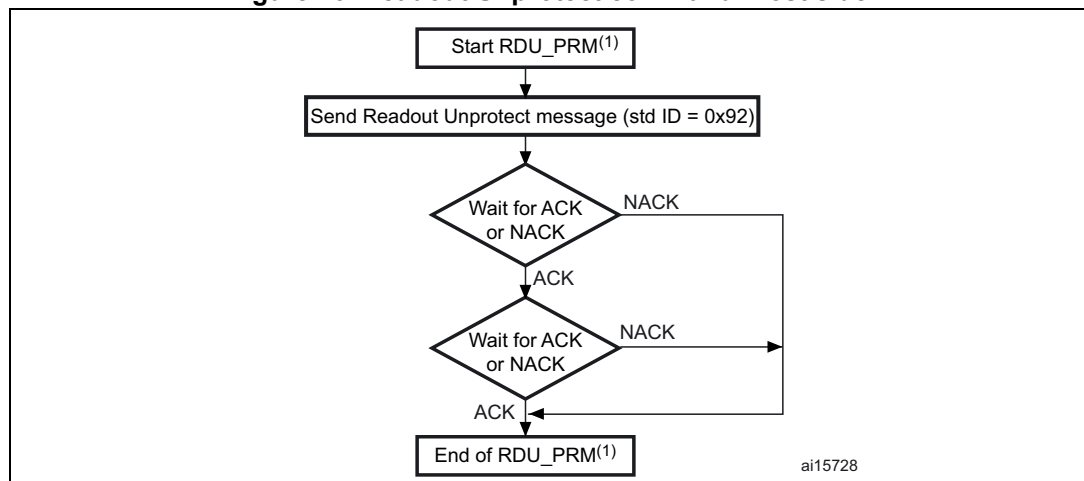 Start RDU_PRM(1)
Send Readout Unprotect message (std ID = 0x92)
Wait for ACK
or NACK
NACK
ACK
Wait for ACK
or NACK
NACK
ACK
End of RDU_PRM(1)
ai15728